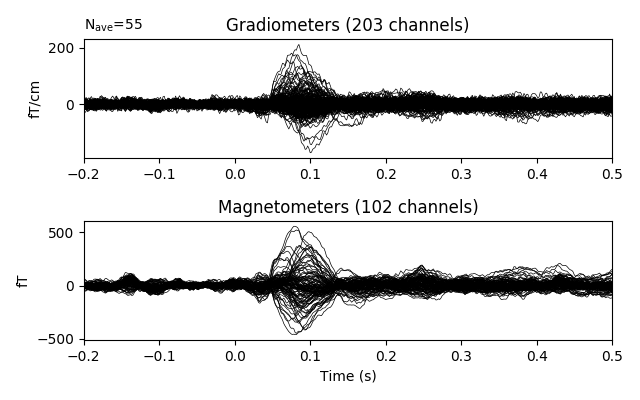 N_ave=55
Gradiometers (203 channels)
200
0
fT/cm
−0.2 −0.1 0.0 0.1 0.2 0.3 0.4 0.5
Magnetometers (102 channels)
500
0
−500
fT
−0.2 −0.1 0.0 0.1 0.2 0.3 0.4 0.5
Time (s)